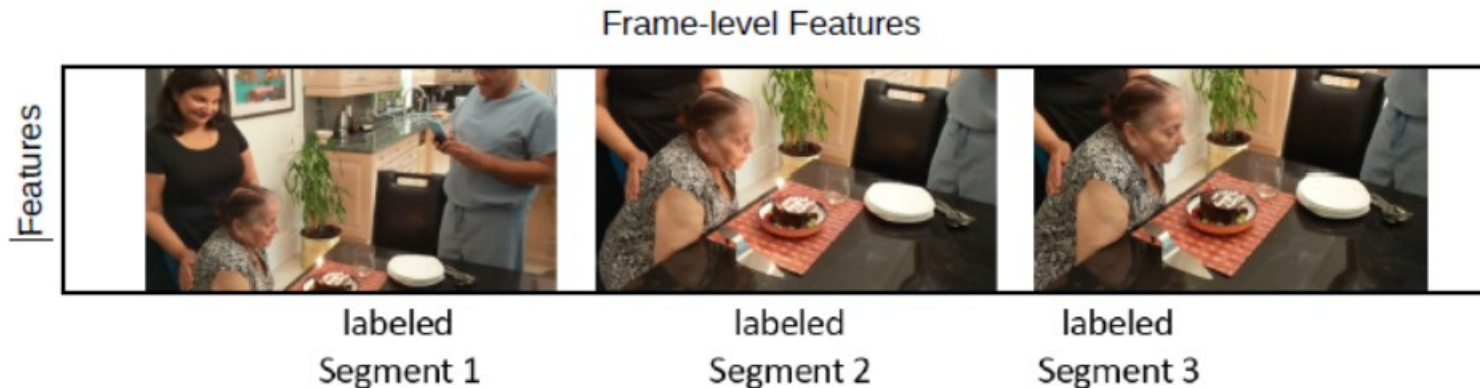 Frame-level Features
Features
labeled
Segment 1
labeled
Segment 2
labeled
Segment 3